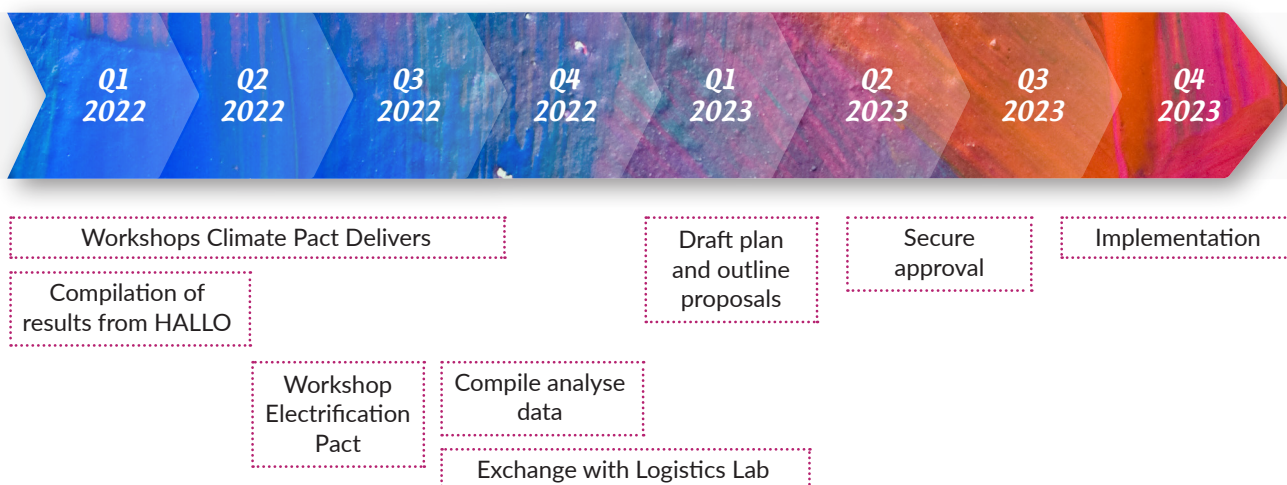 Q1
2022
Q2
2022
Q3
2022
Q4
2022
Q1
2023
Q2
2023
Q3
2023
Q4
2023
Workshops Climate Pact Delivers
Compilation of
results from HALLO
Workshop
Electrification
Pact
Compile analyse
data
Exchange with Logistics Lab
Draft plan
and outline
proposals
Secure
approval
Implementation